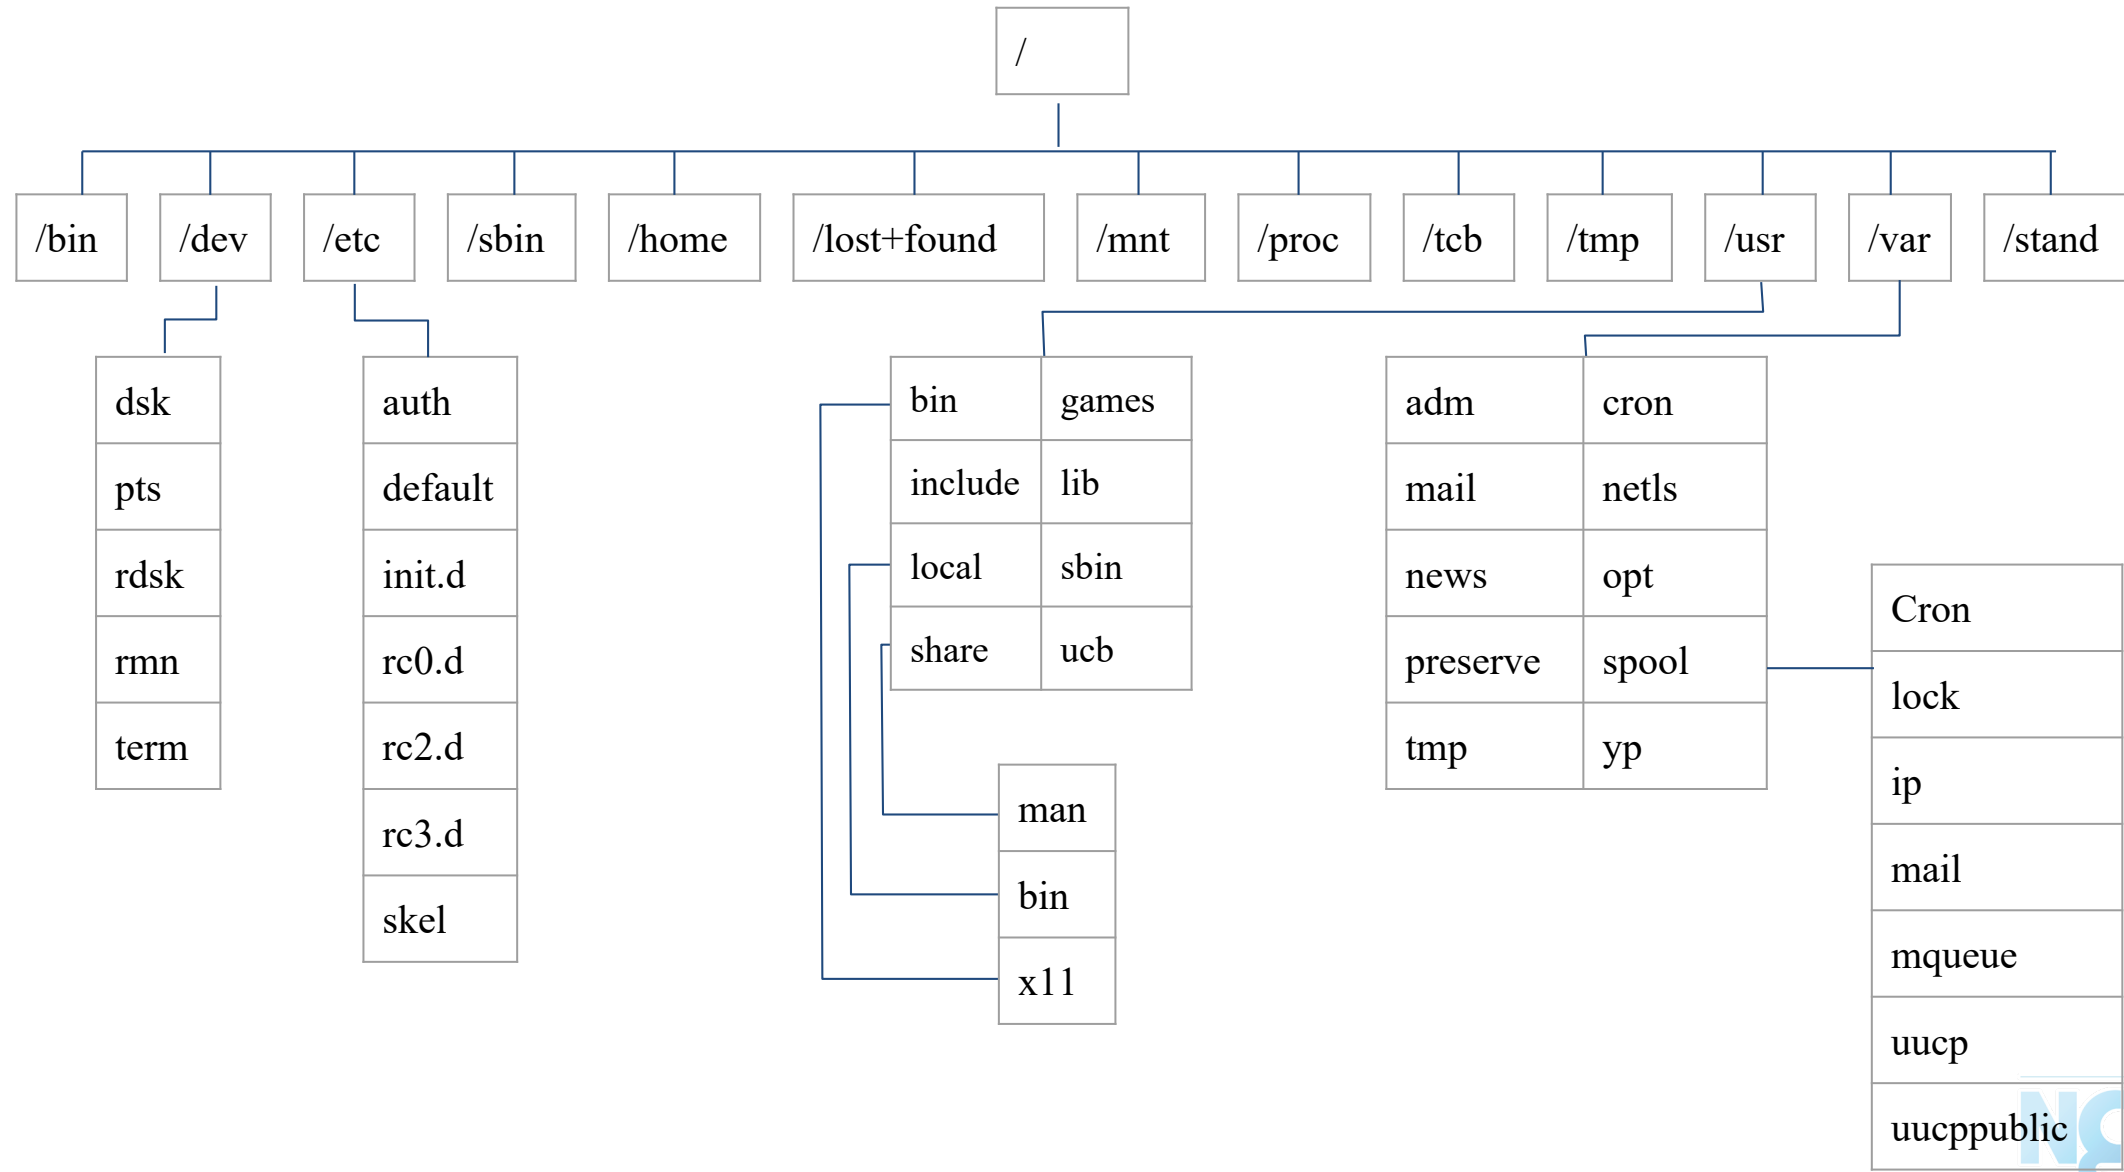 /
/bin /dev /etc /sbin /home /lost+found /mnt /proc /tcb /tmp /usr /var /stand
dsk
pts
rdsk
rmn
term
auth
default
init.d
rc0.d
rc2.d
rc3.d
skel
bin games
include lib
local sbin
share ucb
man
bin
x11
adm cron
mail netls
news opt
preserve spool
tmp yp
Cron
lock
ip
mail
mqueue
uucp
uucppublic